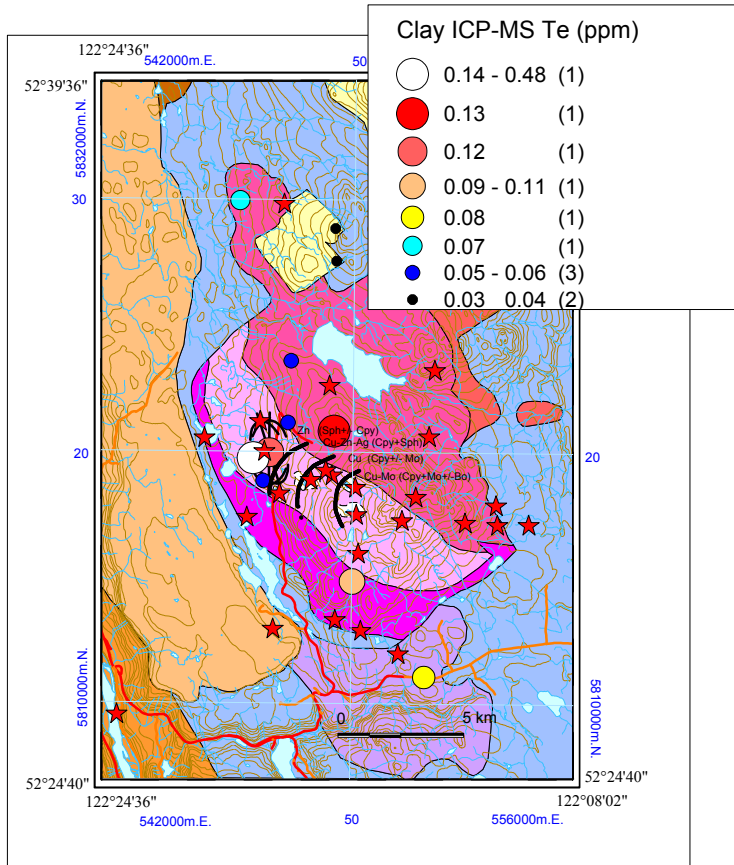 Clay ICP-MS Te (ppm)
0.14 - 0.48 (1)
0.13 (1)
0.12 (1)
0.09 - 0.11 (1)
0.08 (1)
0.07 (1)
0.05 - 0.06 (3)
0.03 0.04 (2)
122°24'36"
542000m.E.
50
52°39'36"
5832000m.N.
30
20
20
Zn (Sph+/- Cpy)
Cu-Zn-Ag (Cpy+Sph)
Cu (Cpy+/- Mo)
Cu-Mo (Cpy+Mo+/-Bo)
5810000m.N.
5810000m.N.
0 5 km
52°24'40"
52°24'40"
122°24'36"
122°08'02"
542000m.E.
50
556000m.E.